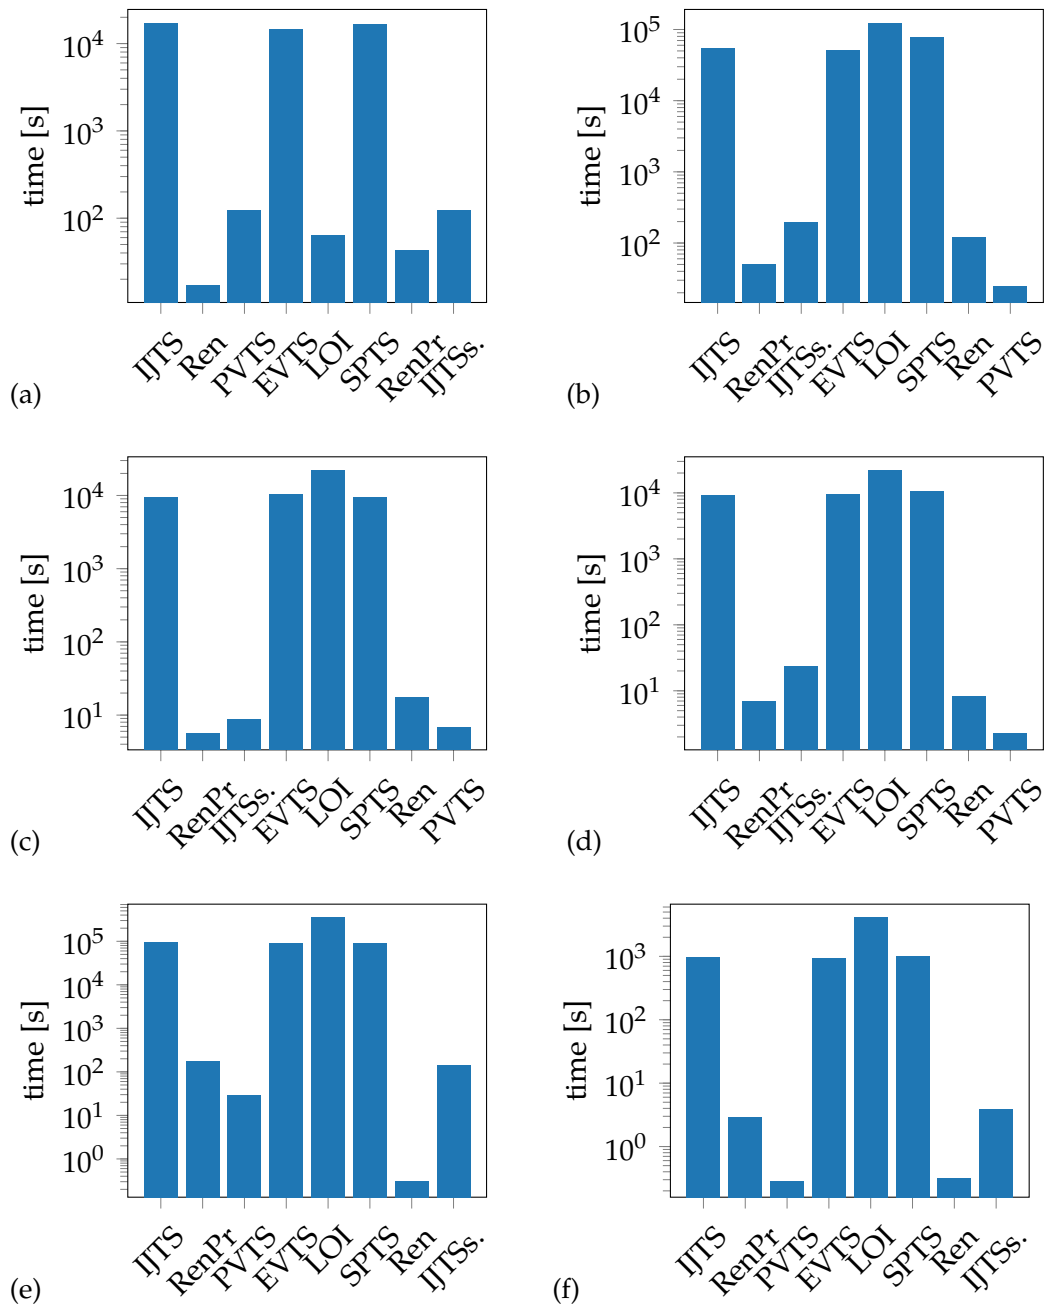 time [s]
10^4
10^3
10^2
IJTS
Ren
PVTS
EVTS
LOI
SPTS
RenPr
IJTSs.
(a)
time [s]
10^5
10^4
10^3
10^2
IJTS
RenPr
IJTSs.
EVTS
LOI
SPTS
Ren
PVTS
(b)
time [s]
10^4
10^3
10^2
10^1
IJTS
RenPr
IJTSs.
EVTS
LOI
SPTS
Ren
PVTS
(c)
time [s]
10^4
10^3
10^2
10^1
IJTS
RenPr
IJTSs.
EVTS
LOI
SPTS
Ren
PVTS
(d)
time [s]
10^5
10^4
10^3
10^2
10^1
10^0
IJTS
RenPr
PVTS
EVTS
LOI
SPTS
Ren
IJTSs.
(e)
time [s]
10^3
10^2
10^1
10^0
IJTS
RenPr
PVTS
EVTS
LOI
SPTS
Ren
IJTSs.
(f)